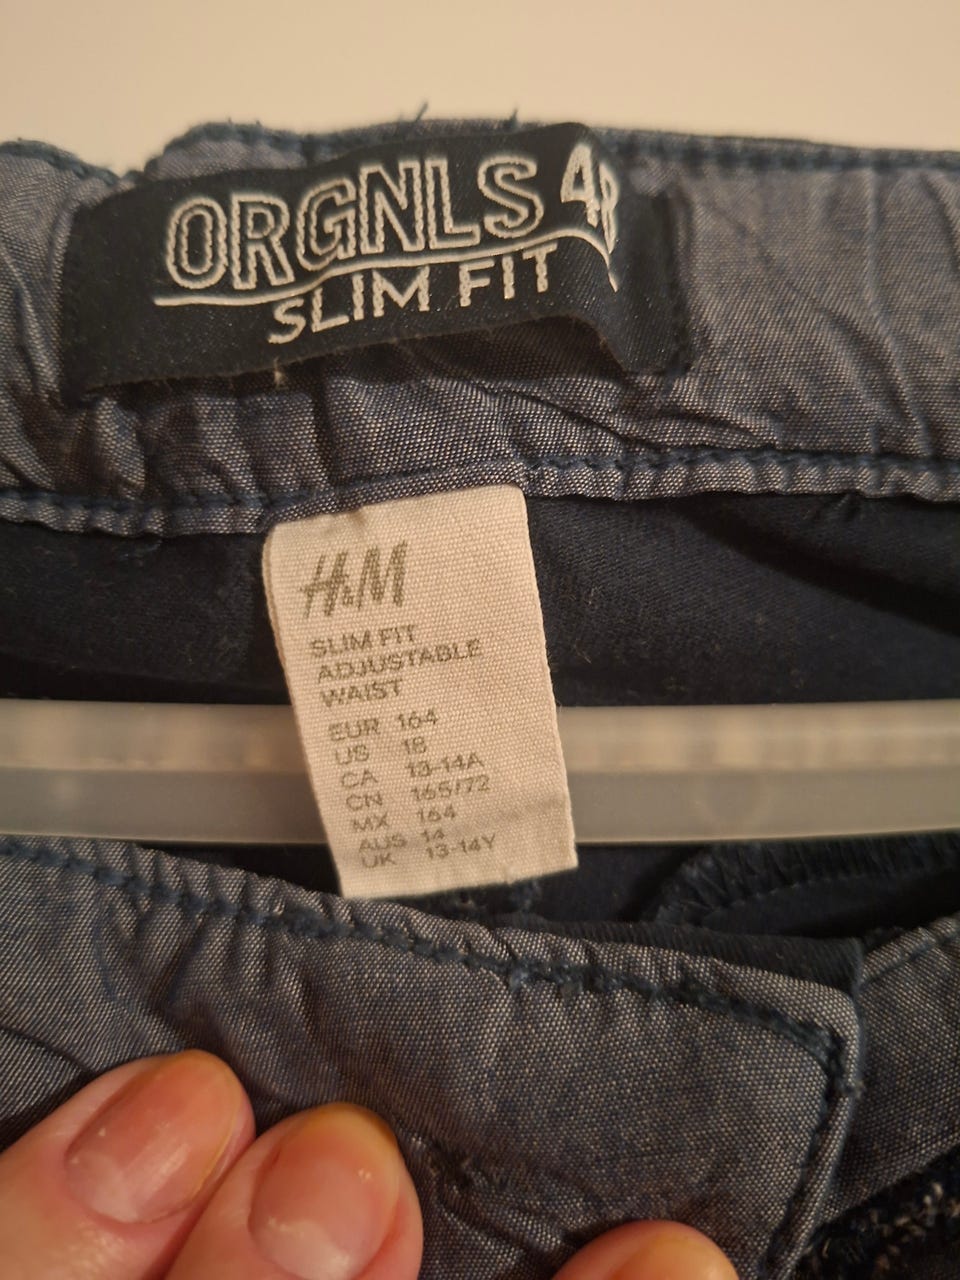 ORGNLS
SLIM FIT
H&M
SLIM FIT
ADJUSTABLE
WAIST
EUR 164
US 18
CA 13-14A
CN 165/72
MX 164
AUS 14
UK 13-14Y